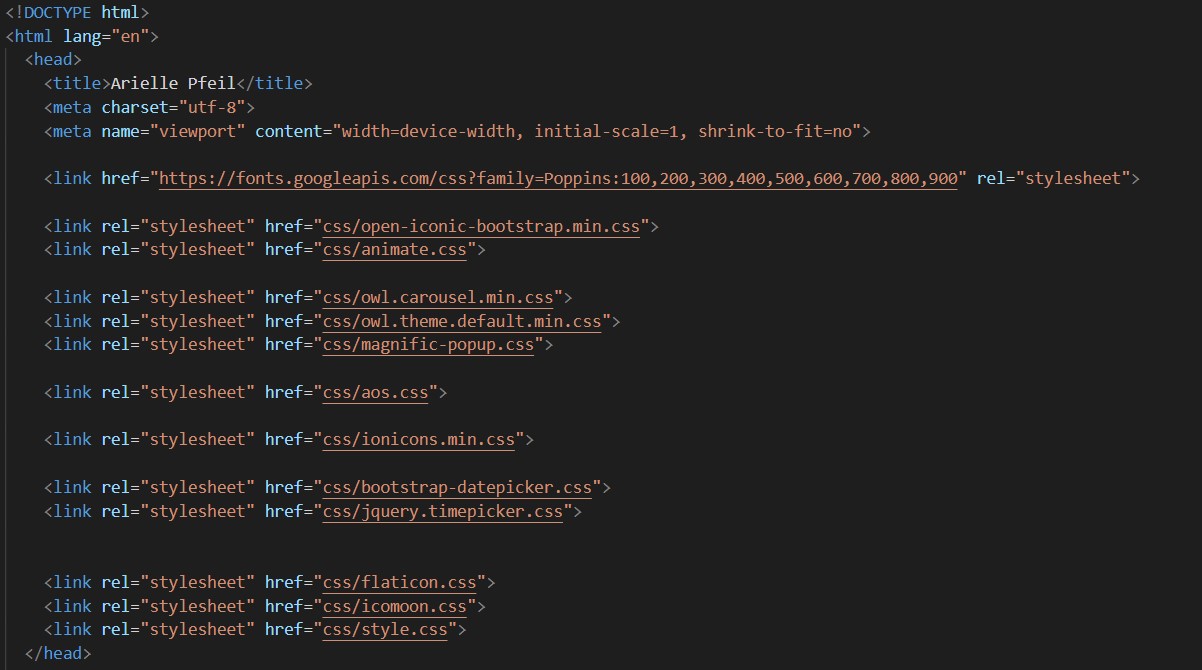 <!DOCTYPE html>
<html lang="en">
<head>
<title>Arielle Pfeil</title>
<meta charset="utf-8">
<meta name="viewport" content="width=device-width, initial-scale=1, shrink-to-fit=no">
<link href="https://fonts.googleapis.com/css?family=Poppins:100,200,300,400,500,600,700,800,900" rel="stylesheet">
<link rel="stylesheet" href="css/open-iconic-bootstrap.min.css">
<link rel="stylesheet" href="css/animate.css">
<link rel="stylesheet" href="css/owl.carousel.min.css">
<link rel="stylesheet" href="css/owl.theme.default.min.css">
<link rel="stylesheet" href="css/magnific-popup.css">
<link rel="stylesheet" href="css/aos.css">
<link rel="stylesheet" href="css/ionicons.min.css">
<link rel="stylesheet" href="css/bootstrap-datepicker.css">
<link rel="stylesheet" href="css/jquery.timepicker.css">
<link rel="stylesheet" href="css/flaticon.css">
<link rel="stylesheet" href="css/icomoon.css">
<link rel="stylesheet" href="css/style.css">
</head>